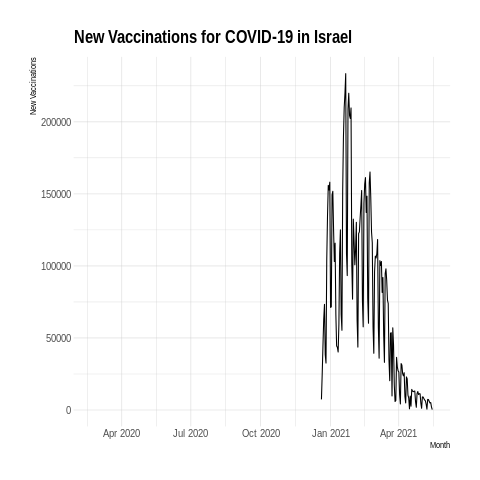 New Vaccinations for COVID-19 in Israel
New Vaccinations
200000
150000
100000
50000
0
Apr 2020 Jul 2020 Oct 2020 Jan 2021 Apr 2021
Month